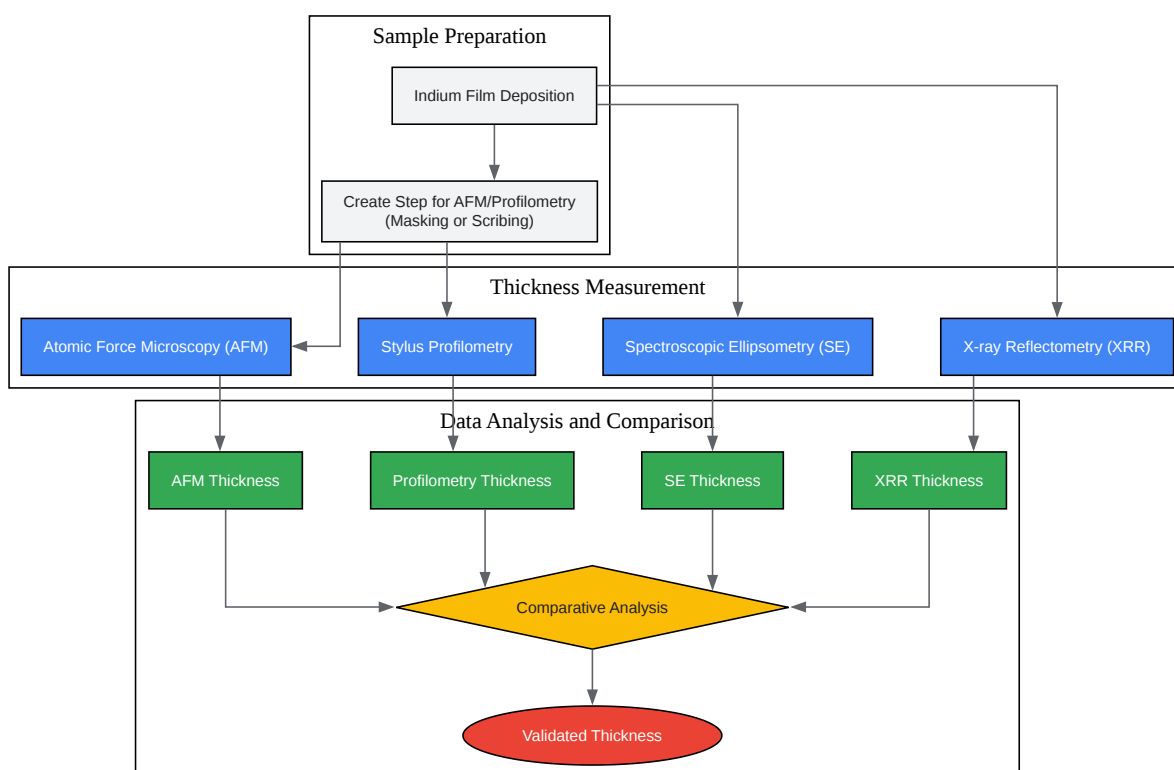 Sample Preparation
Indium Film Deposition
Create Step for AFM/Profilometry
(Masking or Scribing)
Thickness Measurement
Atomic Force Microscopy (AFM)
Stylus Profilometry
Spectroscopic Ellipsometry (SE)
X-ray Reflectometry (XRR)
Data Analysis and Comparison
AFM Thickness
Profilometry Thickness
SE Thickness
XRR Thickness
Comparative Analysis
Validated Thickness